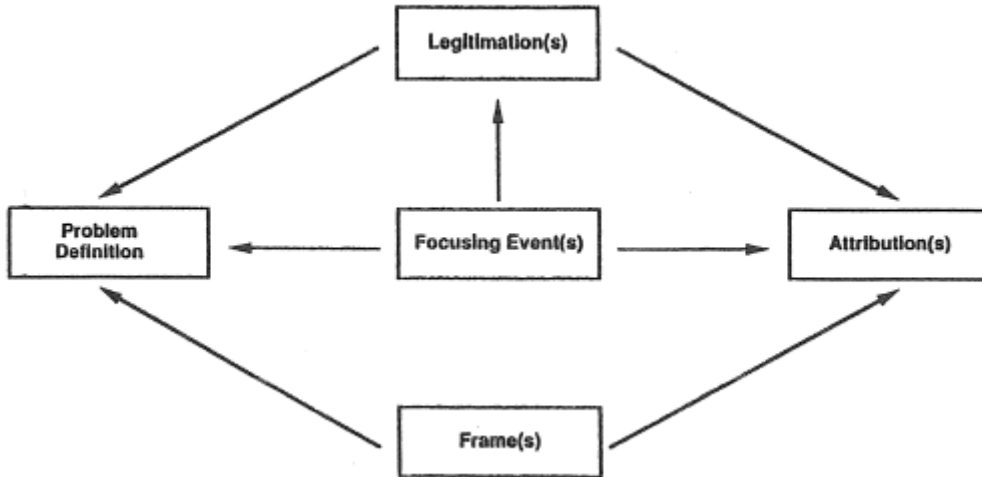 Legitimation(s)
Problem
Definition
Focusing Event(s)
Attribution(s)
Frame(s)